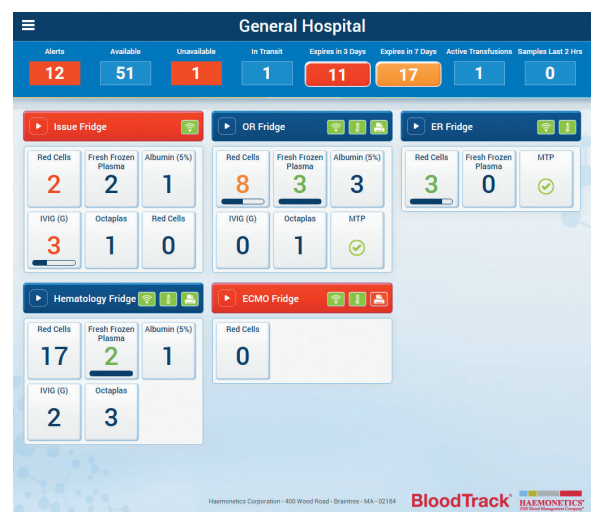 General Hospital
Alerts Available Unavailable In Transit Expires in 3 Days Expires in 7 Days Active Transfusions Samples Last 2 Hrs
12 51 1 1 11 17 1 0
Issue Fridge
Red Cells Fresh Frozen Plasma Albumin (5%)
2 2 1
IVIG (G) Octaplas Red Cells
3 1 0
OR Fridge
Red Cells Fresh Frozen Plasma Albumin (5%)
8 3 3
IVIG (G) Octaplas MTP
0 1
ER Fridge
Red Cells Fresh Frozen Plasma MTP
3 0
Hematology Fridge
Red Cells Fresh Frozen Plasma Albumin (5%)
17 2 1
IVIG (G) Octaplas
2 3
ECMO Fridge
Red Cells
0
Haemonetics Corporation - 400 Wood Road - Braintree - MA - 02184
BloodTrack®
HAEMONETICS®
THE Blood Management Company®